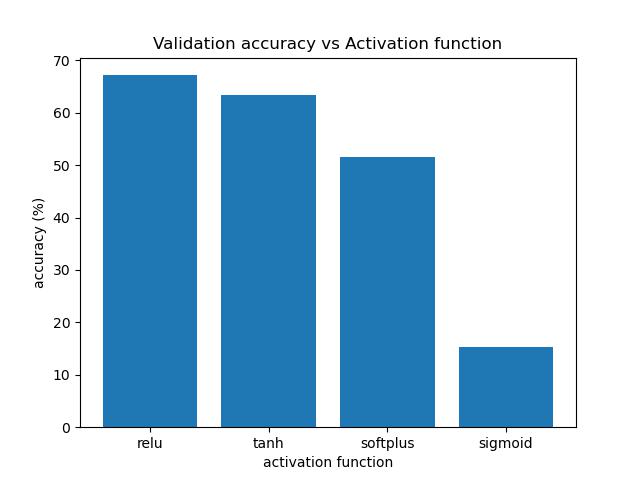 Validation accuracy vs Activation function
70
60
50
40
30
20
10
0
accuracy (%)
relu tanh softplus sigmoid
activation function